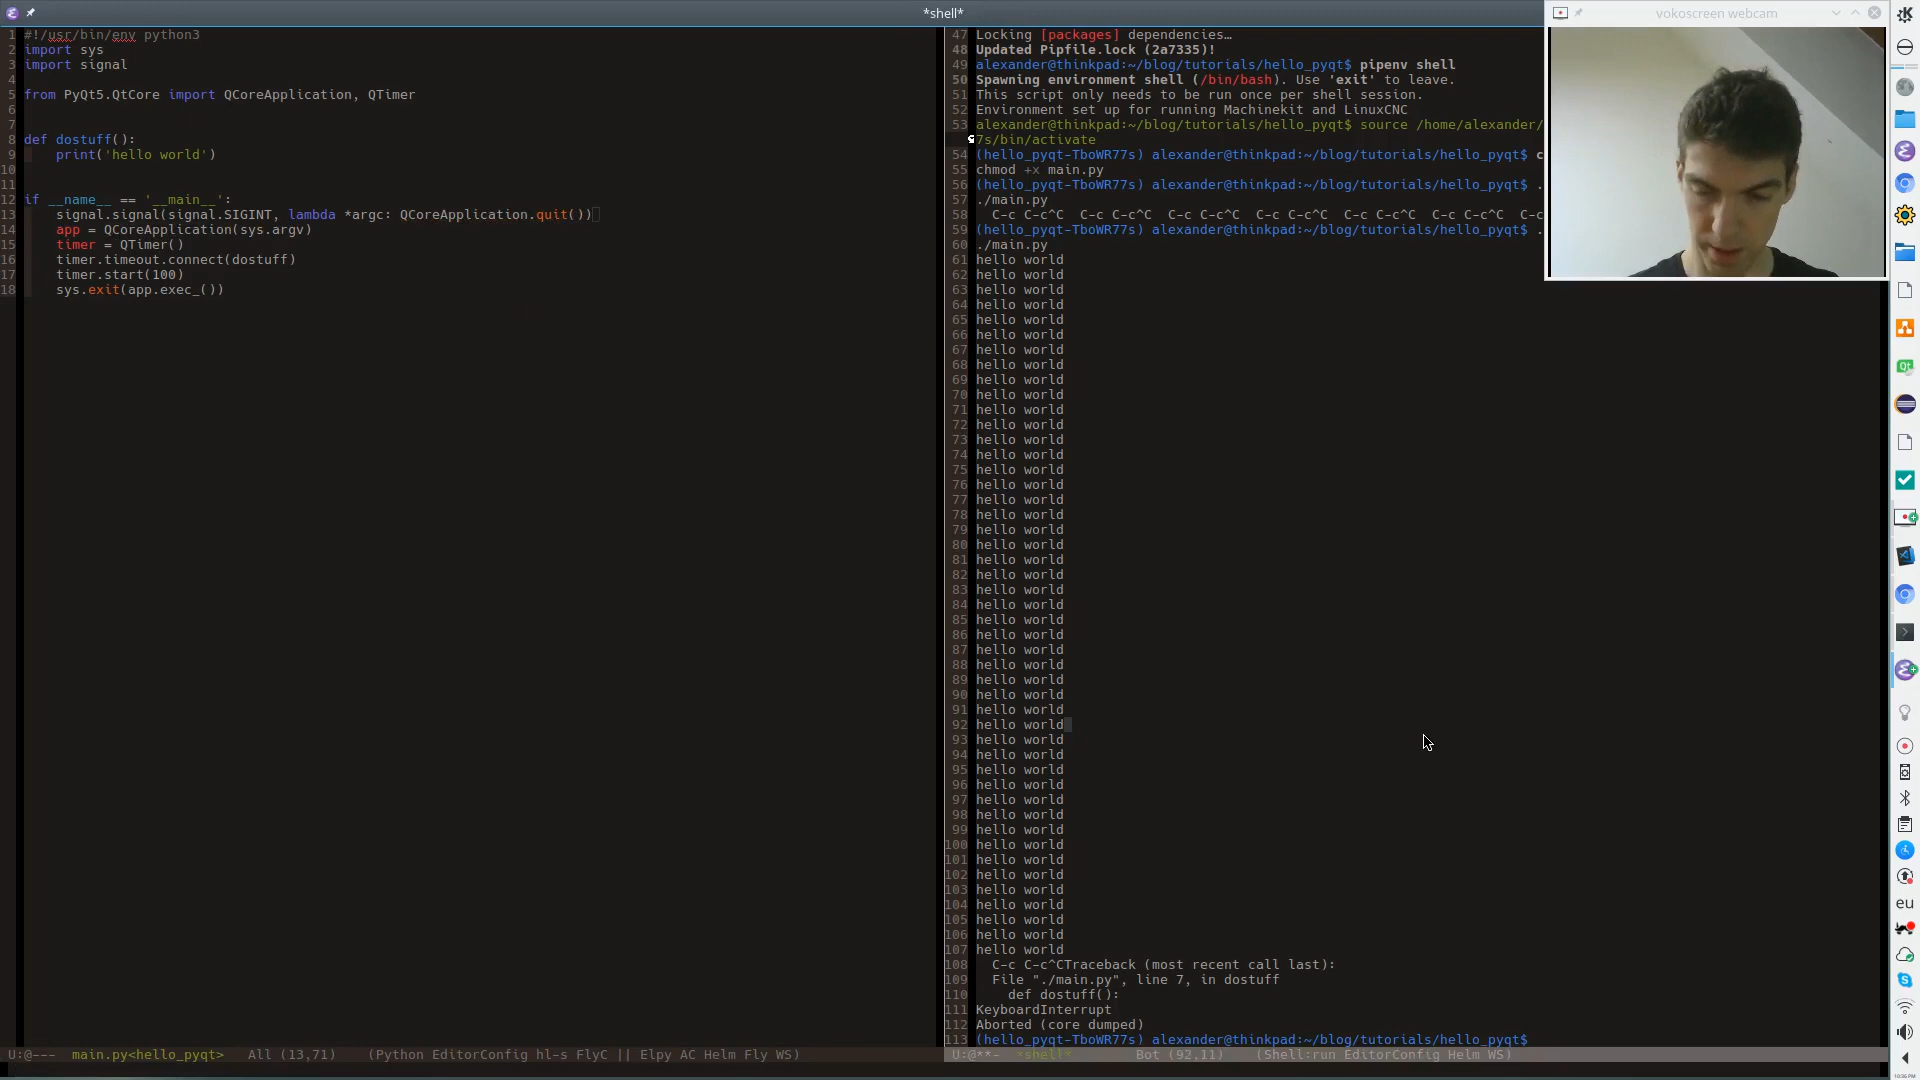 *shell*
vokoscreen webcam
1 #!/usr/bin/env python3
2 import sys
3 import signal
4
5 from PyQt5.QtCore import QCoreApplication, QTimer
6
7
8 def dostuff():
9     print('hello world')
10
11
12 if __name__ == '__main__':
13     signal.signal(signal.SIGINT, lambda *argc: QCoreApplication.quit())
14     app = QCoreApplication(sys.argv)
15     timer = QTimer()
16     timer.timeout.connect(dostuff)
17     timer.start(100)
18     sys.exit(app.exec_())
U:@--- main.py<hello_pyqt> All (13,71) (Python EditorConfig hl-s FlyC || Elpy AC Helm Fly WS)
47 Locking [packages] dependencies…
48 Updated Pipfile.lock (2a7335)!
49 alexander@thinkpad:~/blog/tutorials/hello_pyqt$ pipenv shell
50 Spawning environment shell (/bin/bash). Use 'exit' to leave.
51 This script only needs to be run once per shell session.
52 Environment set up for running Machinekit and LinuxCNC
53 alexander@thinkpad:~/blog/tutorials/hello_pyqt$ source /home/alexander/
7s/bin/activate
54 (hello_pyqt-TboWR77s) alexander@thinkpad:~/blog/tutorials/hello_pyqt$ c
55 chmod +x main.py
56 (hello_pyqt-TboWR77s) alexander@thinkpad:~/blog/tutorials/hello_pyqt$ .
57 ./main.py
58   C-c C-c^C  C-c C-c^C  C-c C-c^C  C-c C-c^C  C-c C-c^C  C-c C-c^C  C-c
59 (hello_pyqt-TboWR77s) alexander@thinkpad:~/blog/tutorials/hello_pyqt$ .
60 ./main.py
61 hello world
62 hello world
63 hello world
64 hello world
65 hello world
66 hello world
67 hello world
68 hello world
69 hello world
70 hello world
71 hello world
72 hello world
73 hello world
74 hello world
75 hello world
76 hello world
77 hello world
78 hello world
79 hello world
80 hello world
81 hello world
82 hello world
83 hello world
84 hello world
85 hello world
86 hello world
87 hello world
88 hello world
89 hello world
90 hello world
91 hello world
92 hello world
93 hello world
94 hello world
95 hello world
96 hello world
97 hello world
98 hello world
99 hello world
100 hello world
101 hello world
102 hello world
103 hello world
104 hello world
105 hello world
106 hello world
107 hello world
108   C-c C-c^CTraceback (most recent call last):
109   File "./main.py", line 7, in dostuff
110     def dostuff():
111 KeyboardInterrupt
112 Aborted (core dumped)
113 (hello_pyqt-TboWR77s) alexander@thinkpad:~/blog/tutorials/hello_pyqt$
U:@**- *shell* Bot (92,11) (Shell:run EditorConfig Helm WS)
Qt
eu
10:36 PM